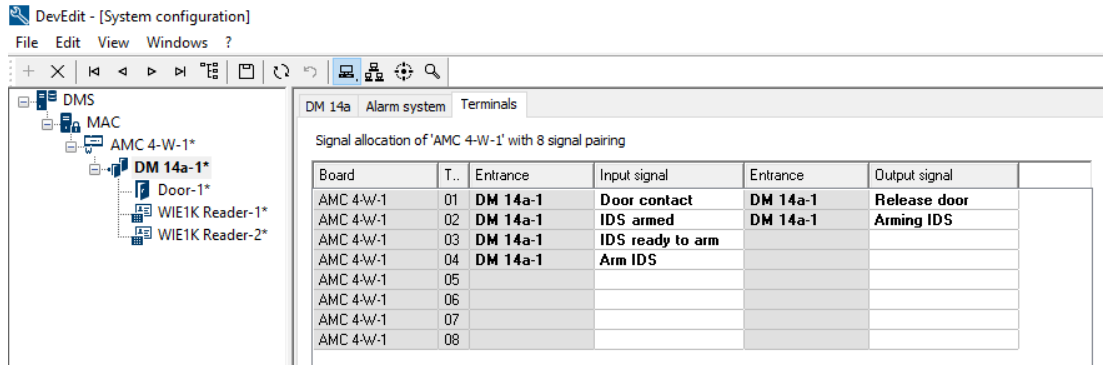 DevEdit - [System configuration]
File Edit View Windows ?
DMS
MAC
AMC 4-W-1*
DM 14a-1*
Door-1*
WIE1K Reader-1*
WIE1K Reader-2*
DM 14a Alarm system Terminals
Signal allocation of 'AMC 4-W-1' with 8 signal pairing
Board T.. Entrance Input signal Entrance Output signal
AMC 4-W-1 01 DM 14a-1 Door contact DM 14a-1 Release door
AMC 4-W-1 02 DM 14a-1 IDS armed DM 14a-1 Arming IDS
AMC 4-W-1 03 DM 14a-1 IDS ready to arm
AMC 4-W-1 04 DM 14a-1 Arm IDS
AMC 4-W-1 05
AMC 4-W-1 06
AMC 4-W-1 07
AMC 4-W-1 08